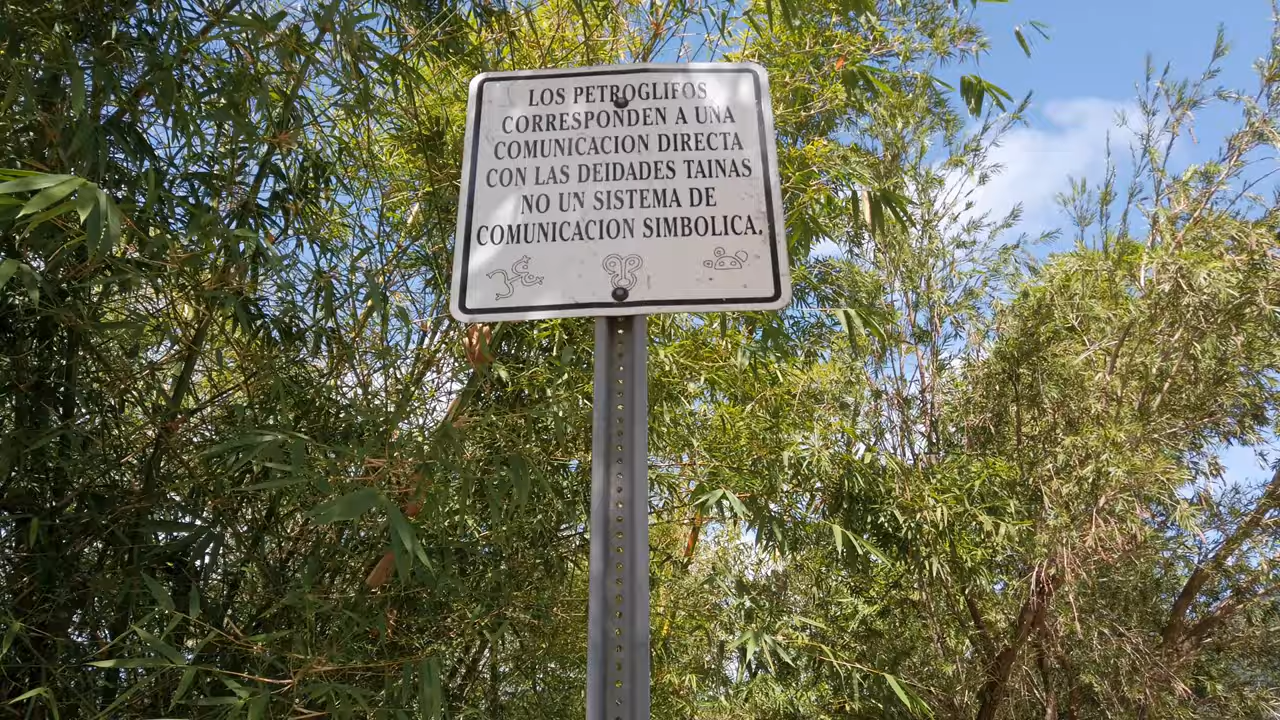 LOS PETROGLIFOS
CORRESPONDEN A UNA
COMUNICACION DIRECTA
CON LAS DEIDADES TAINAS
NO UN SISTEMA DE
COMUNICACION SIMBOLICA.